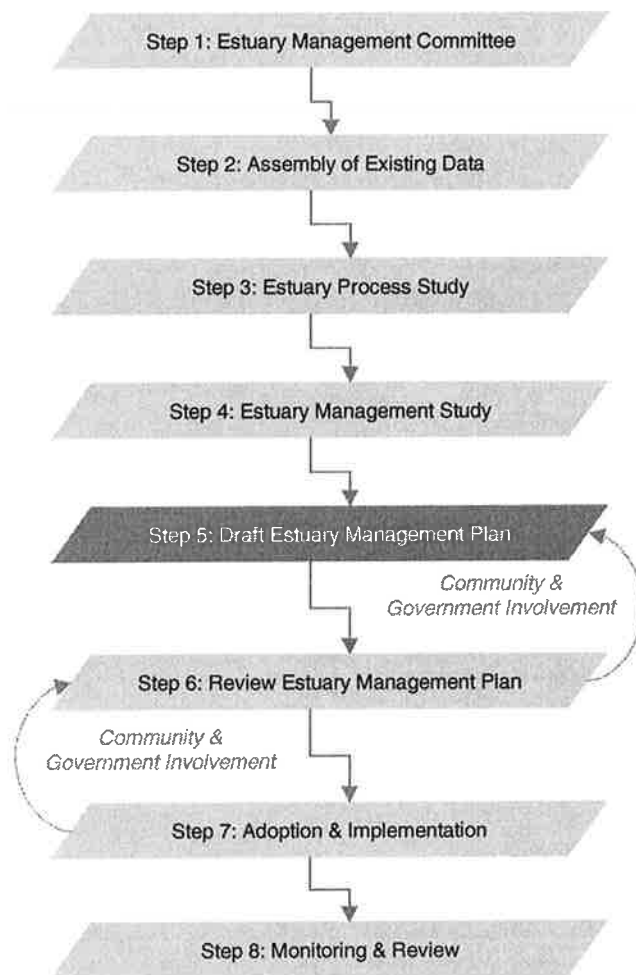 Step 1: Estuary Management Committee
Step 2: Assembly of Existing Data
Step 3: Estuary Process Study
Step 4: Estuary Management Study
Step 5: Draft Estuary Management Plan
Community &
Government Involvement
Step 6: Review Estuary Management Plan
Community &
Government Involvement
Step 7: Adoption & Implementation
Step 8: Monitoring & Review